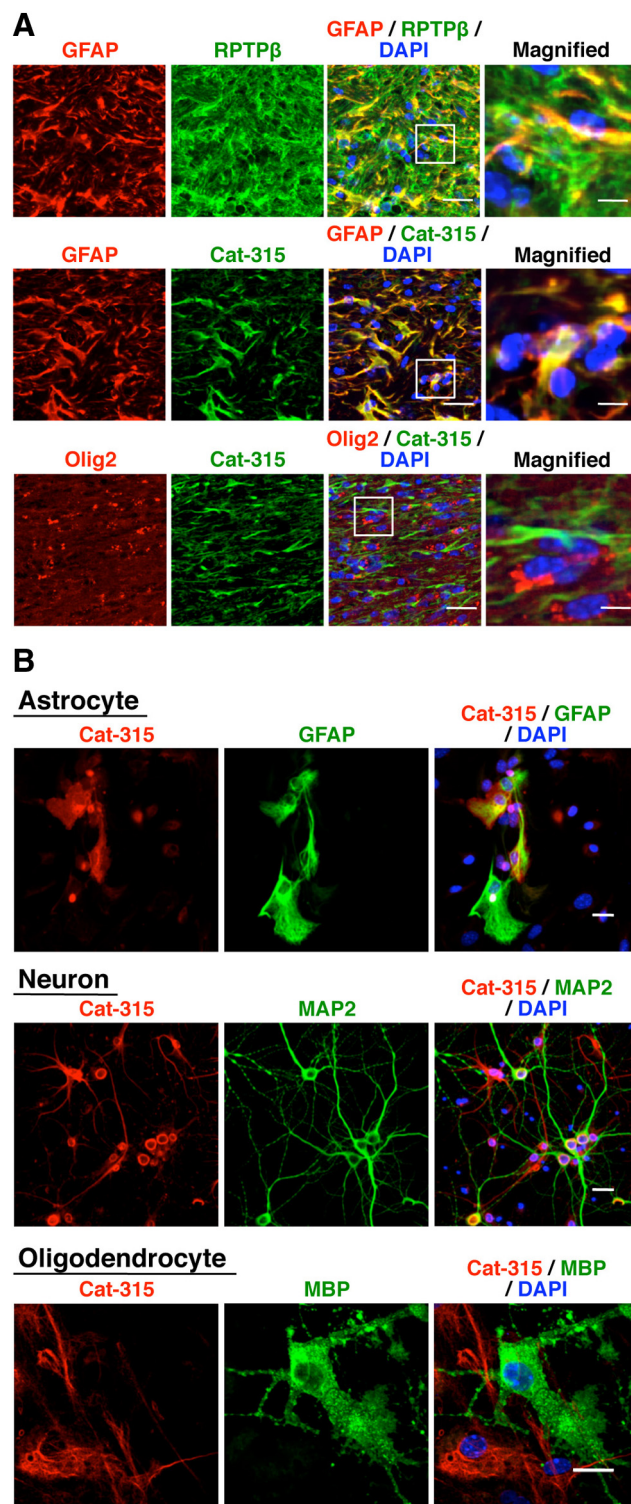 A
GFAP RPTPβ GFAP / RPTPβ / DAPI Magnified
GFAP Cat-315 GFAP / Cat-315 / DAPI Magnified
Olig2 Cat-315 Olig2 / Cat-315 / DAPI Magnified
B
Astrocyte
Cat-315 GFAP Cat-315 / GFAP / DAPI
Neuron
Cat-315 MAP2 Cat-315 / MAP2 / DAPI
Oligodendrocyte
Cat-315 MBP Cat-315 / MBP / DAPI